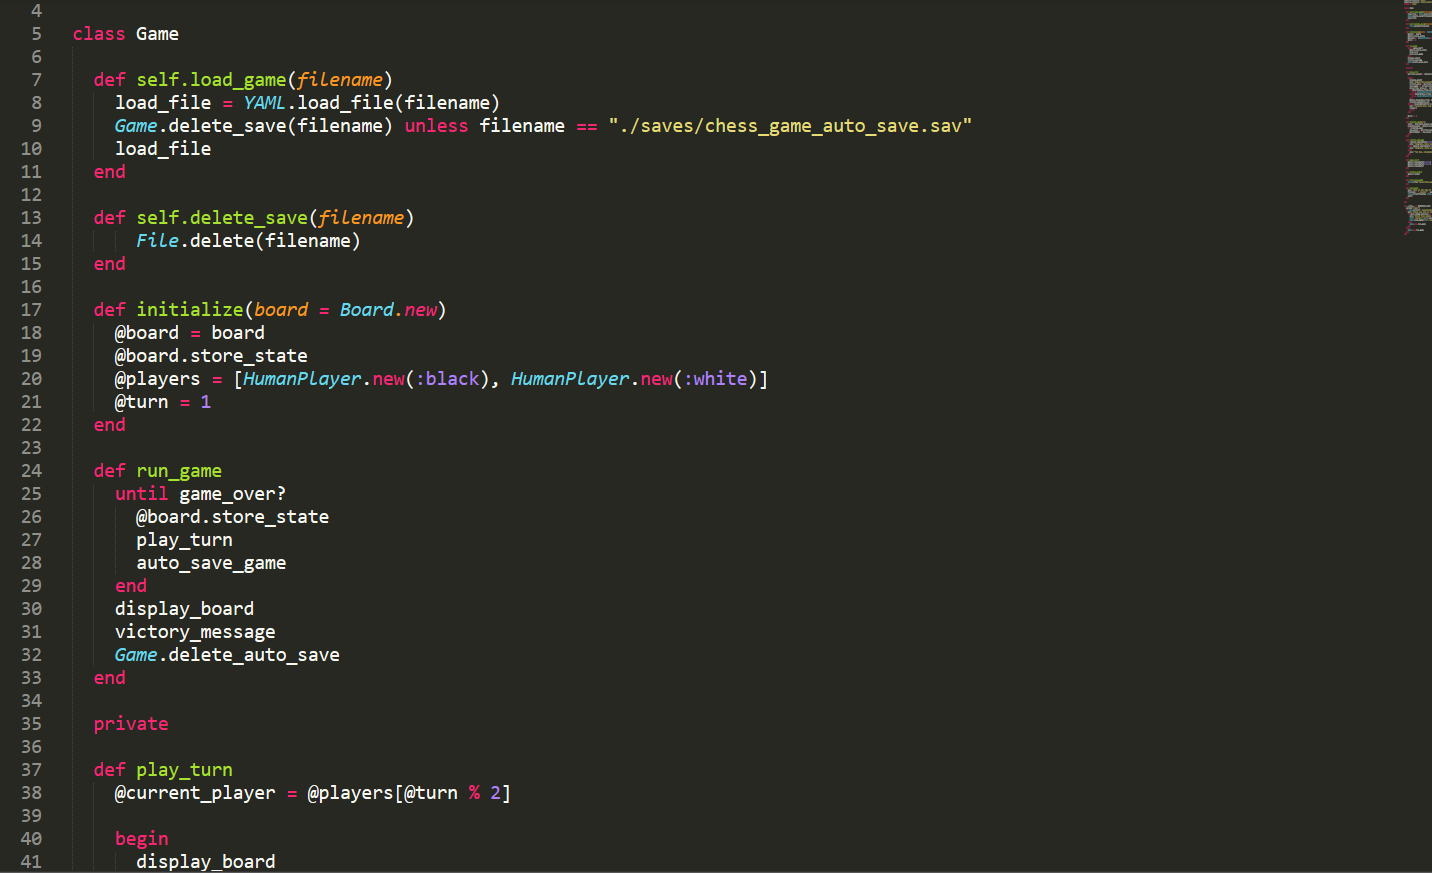 4
5 class Game
6
7   def self.load_game(filename)
8     load_file = YAML.load_file(filename)
9     Game.delete_save(filename) unless filename == "./saves/chess_game_auto_save.sav"
10     load_file
11   end
12
13   def self.delete_save(filename)
14       File.delete(filename)
15   end
16
17   def initialize(board = Board.new)
18     @board = board
19     @board.store_state
20     @players = [HumanPlayer.new(:black), HumanPlayer.new(:white)]
21     @turn = 1
22   end
23
24   def run_game
25     until game_over?
26       @board.store_state
27       play_turn
28       auto_save_game
29     end
30     display_board
31     victory_message
32     Game.delete_auto_save
33   end
34
35   private
36
37   def play_turn
38     @current_player = @players[@turn % 2]
39
40     begin
41       display_board